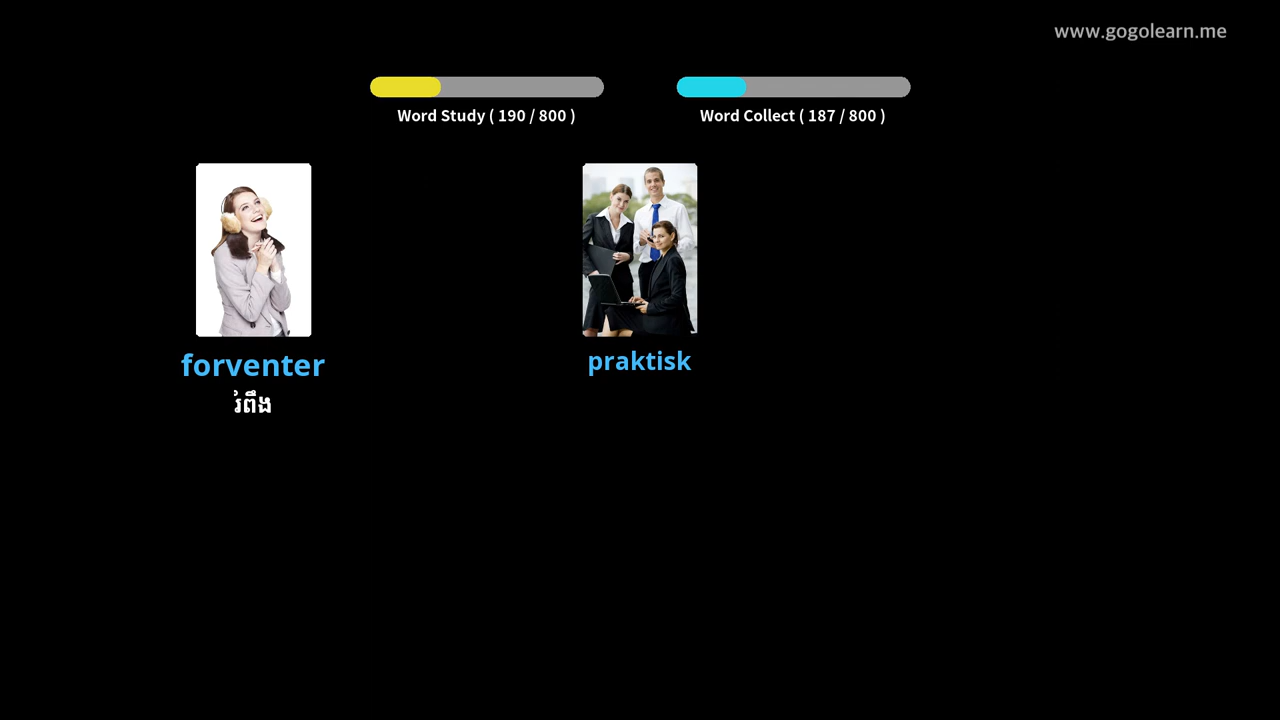 www.gogolearn.me
Word Study ( 190 / 800 )
Word Collect ( 187 / 800 )
forventer
praktisk
រំពឹង